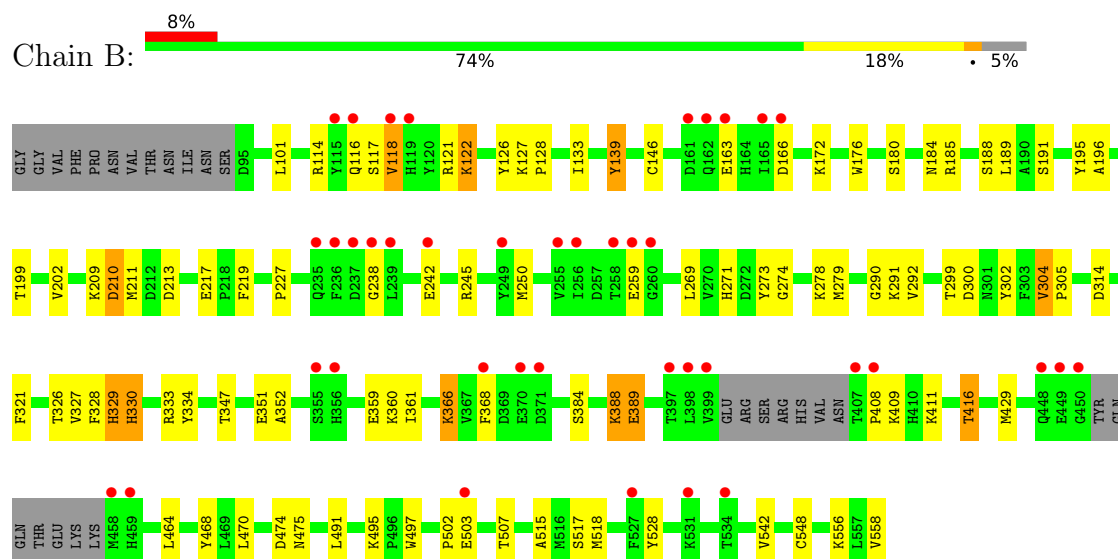 8%
Chain B:
74% 18% • 5%
GLY GLY VAL PHE PRO ASN VAL THR ASN ILE ASN SER D95 L101 R114 Y115 Q116 S117 V118 H119 Y120 R121 K122 Y126 K127 P128 I133 Y139 C146 D161 Q162 E163 H164 I165 D166 K172 W176 S180 N184 R185 S188 L189 A190 S191 Y195 A196
T199 V202 K209 D210 M211 D212 D213 E217 P218 F219 P227 Q235 F236 D237 G238 L239 E242 R245 Y249 M250 V255 I256 D257 T258 E259 G260 L269 V270 H271 D272 Y273 G274 K278 M279 G290 K291 V292 T299 D300 N301 Y302 F303 V304 P305 D314
F321 T326 V327 F328 H329 H330 R333 Y334 T347 E351 A352 S355 H356 E359 K360 I361 K366 V367 F368 D369 E370 D371 S384 K388 E389 T397 L398 V399 GLU ARG SER ARG HIS VAL ASN T407 P408 K409 H410 K411 T416 M429 Q448 E449 G450 TYR
GLN THR GLU LYS LYS M458 H459 L464 Y468 L469 L470 D474 N475 L491 K495 P496 W497 P502 E503 T507 A515 M516 S517 M518 F527 Y528 K531 T534 V542 C548 K556 L557 V558